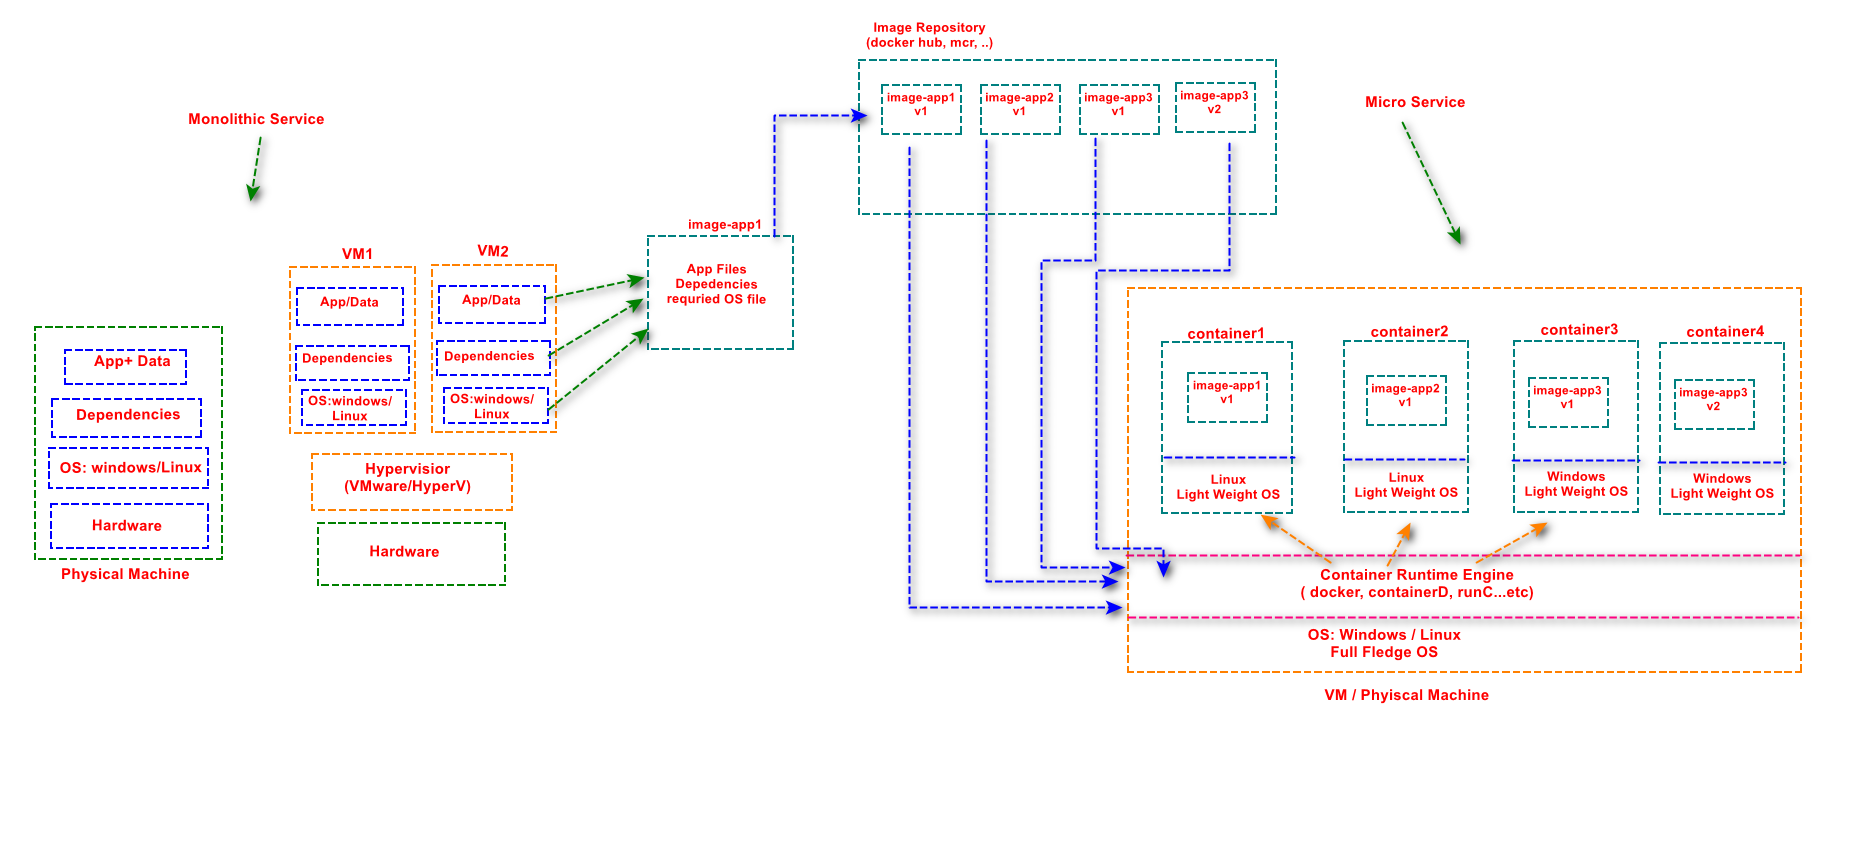 Image Repository
(docker hub, mcr, ..)
image-app1
v1
image-app2
v1
image-app3
v1
image-app3
v2
Monolithic Service
Micro Service
image-app1
App Files
Depedencies
requried OS file
VM1
App/Data
Dependencies
OS:windows/
Linux
VM2
App/Data
Dependencies
OS:windows/
Linux
Hypervisior
(VMware/HyperV)
Hardware
App+ Data
Dependencies
OS: windows/Linux
Hardware
Physical Machine
container1
image-app1
v1
Linux
Light Weight OS
container2
image-app2
v1
Linux
Light Weight OS
container3
image-app3
v1
Windows
Light Weight OS
container4
image-app3
v2
Windows
Light Weight OS
Container Runtime Engine
( docker, containerD, runC...etc)
OS: Windows / Linux
Full Fledge OS
VM / Phyiscal Machine